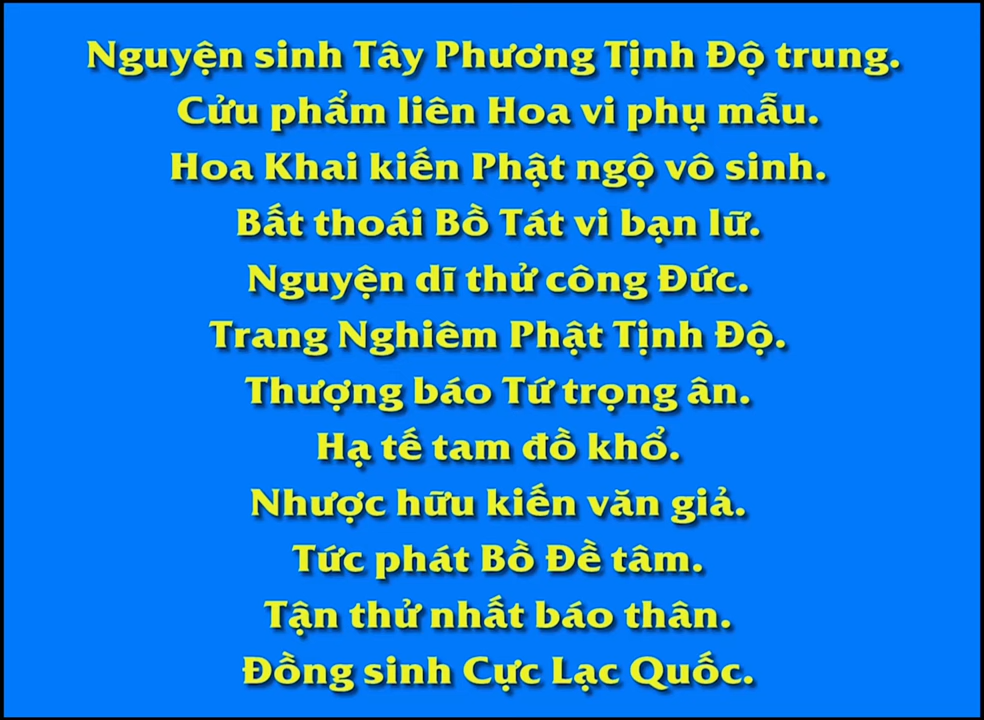 Nguyện sinh Tây Phương Tịnh Độ trung.
Cửu phẩm liên Hoa vi phụ mẫu.
Hoa Khai kiến Phật ngộ vô sinh.
Bất thoái Bồ Tát vi bạn lữ.
Nguyện dĩ thử công Đức.
Trang Nghiêm Phật Tịnh Độ.
Thượng báo Tứ trọng ân.
Hạ tế tam đồ khổ.
Nhược hữu kiến văn giả.
Tức phát Bồ Đề tâm.
Tận thử nhất báo thân.
Đồng sinh Cực Lạc Quốc.